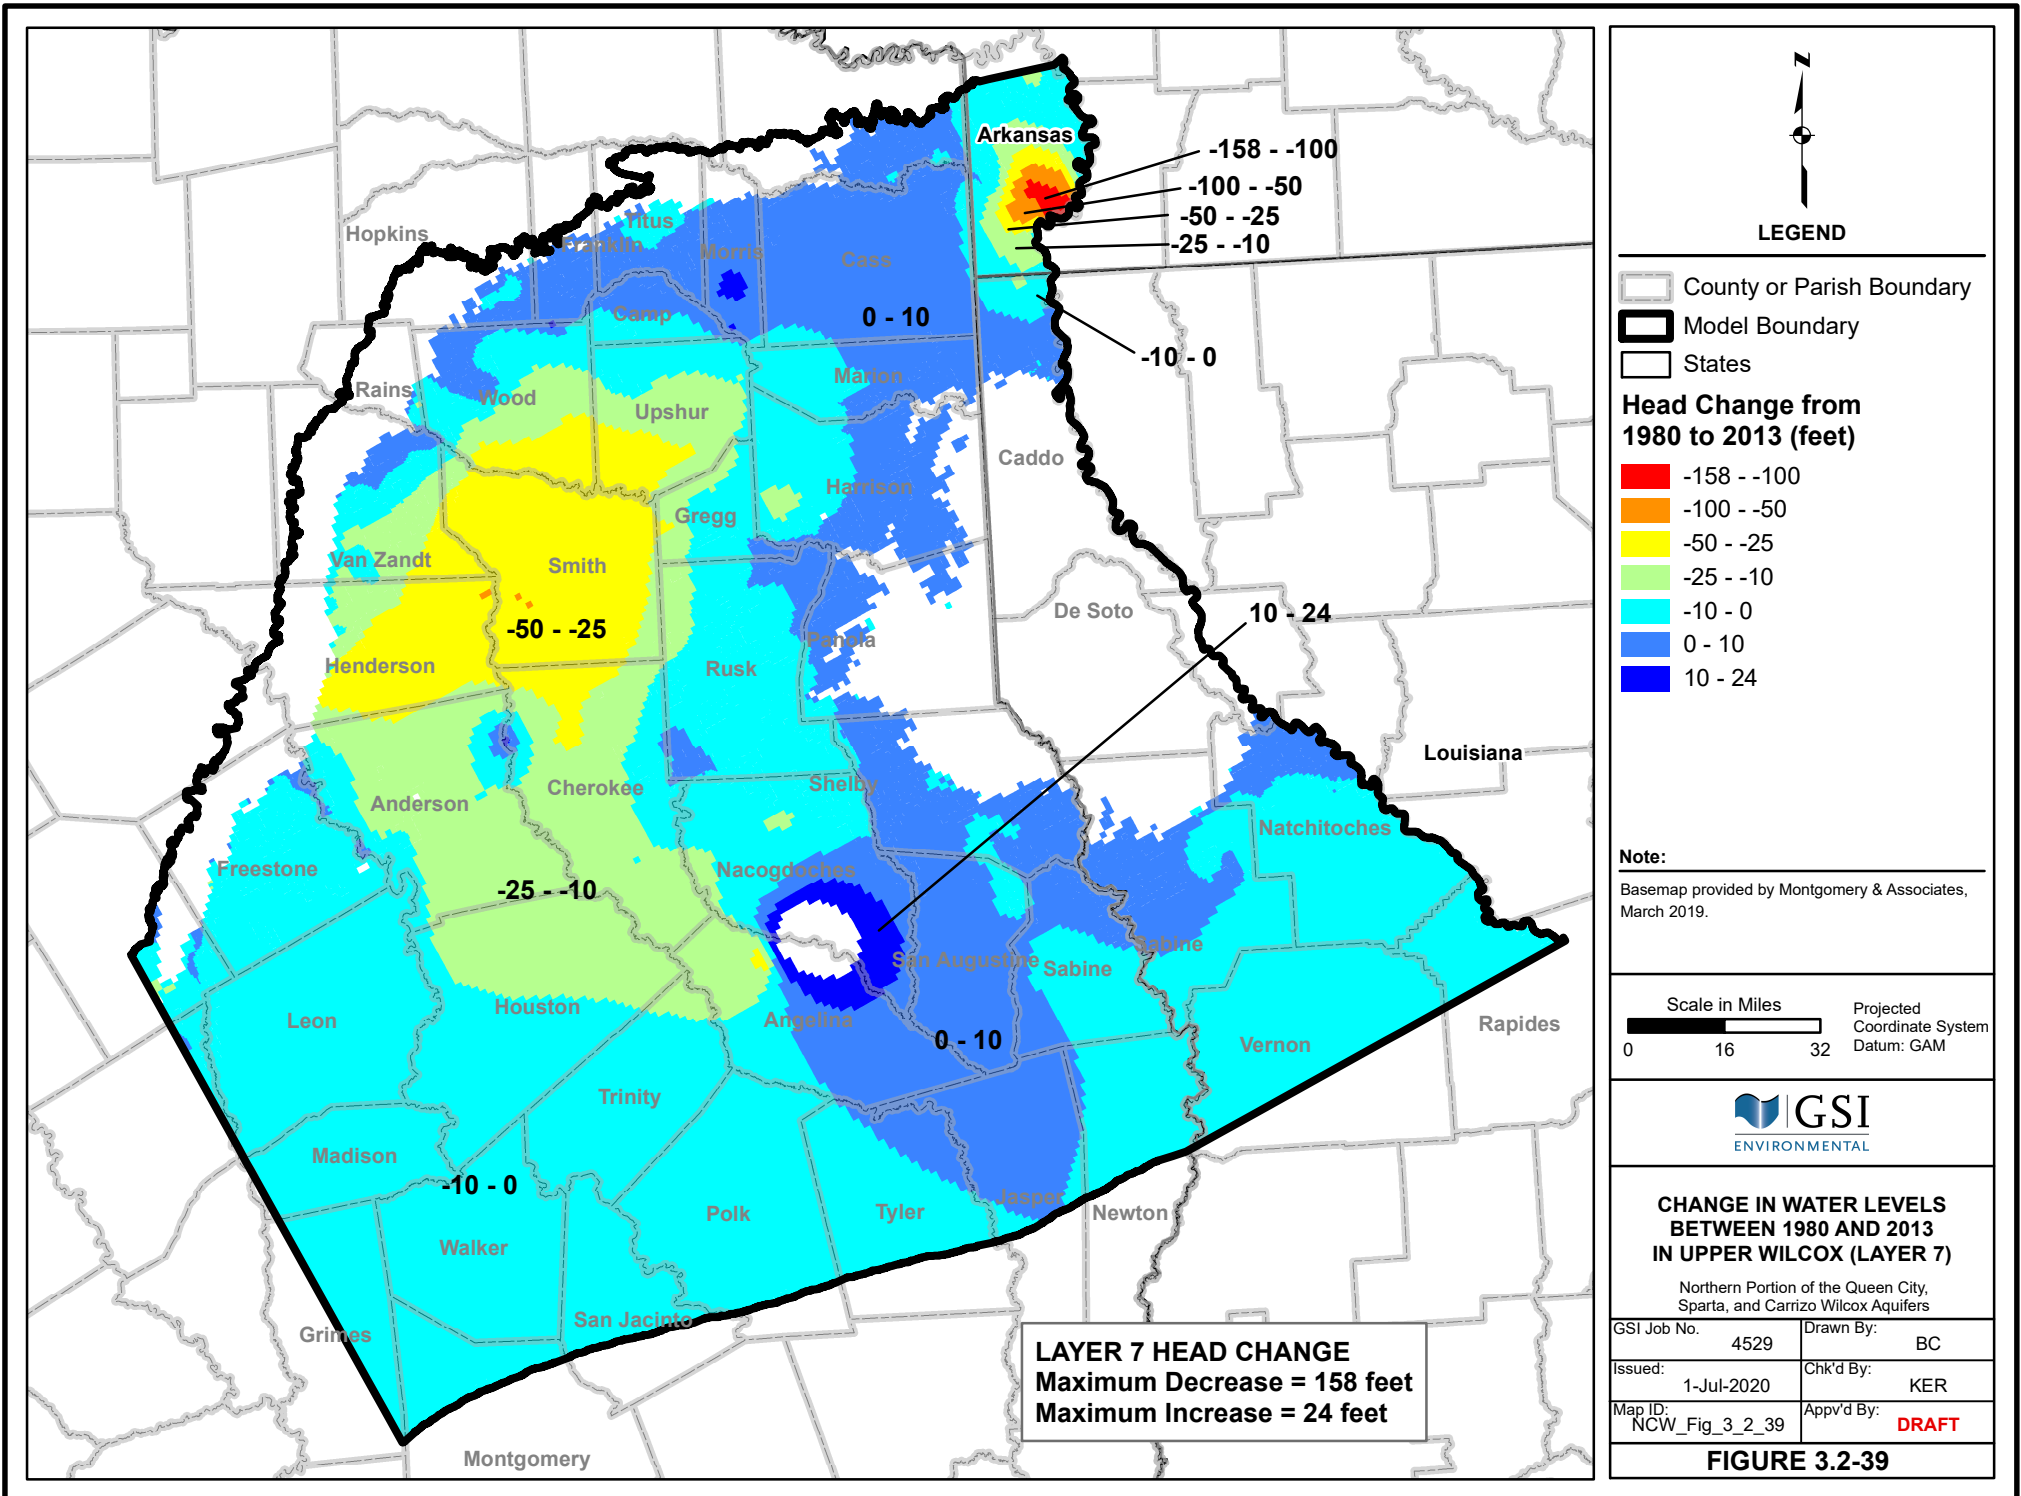 Arkansas
-158 - -100
-100 - -50
-50 - -25
-25 - -10
Titus
Hopkins
Franklin
Morris
Cass
Camp
0 - 10
-10 - 0
Marion
Rains
Wood
Upshur
Caddo
Harrison
Gregg
Van Zandt
Smith
De Soto
10 - 24
-50 - -25
Panola
Henderson
Rusk
Louisiana
Shelby
Cherokee
Anderson
Natchitoches
Freestone
Nacogdoches
-25 - -10
Sabine
San Augustine
Sabine
Houston
Leon
Angelina
Rapides
0 - 10
Vernon
Trinity
Madison
-10 - 0
Jasper
Polk
Tyler
Newton
Walker
San Jacinto
Grimes
Montgomery
LAYER 7 HEAD CHANGE
Maximum Decrease = 158 feet
Maximum Increase = 24 feet
N
LEGEND
County or Parish Boundary
Model Boundary
States
Head Change from
1980 to 2013 (feet)
-158 - -100
-100 - -50
-50 - -25
-25 - -10
-10 - 0
0 - 10
10 - 24
Note:
Basemap provided by Montgomery & Associates,
March 2019.
Scale in Miles
0 16 32
Projected
Coordinate System
Datum: GAM
GSI
ENVIRONMENTAL
CHANGE IN WATER LEVELS
BETWEEN 1980 AND 2013
IN UPPER WILCOX (LAYER 7)
Northern Portion of the Queen City,
Sparta, and Carrizo Wilcox Aquifers
GSI Job No. 4529 Drawn By: BC
Issued: 1-Jul-2020 Chk'd By: KER
Map ID: NCW_Fig_3_2_39 Appv'd By: DRAFT
FIGURE 3.2-39